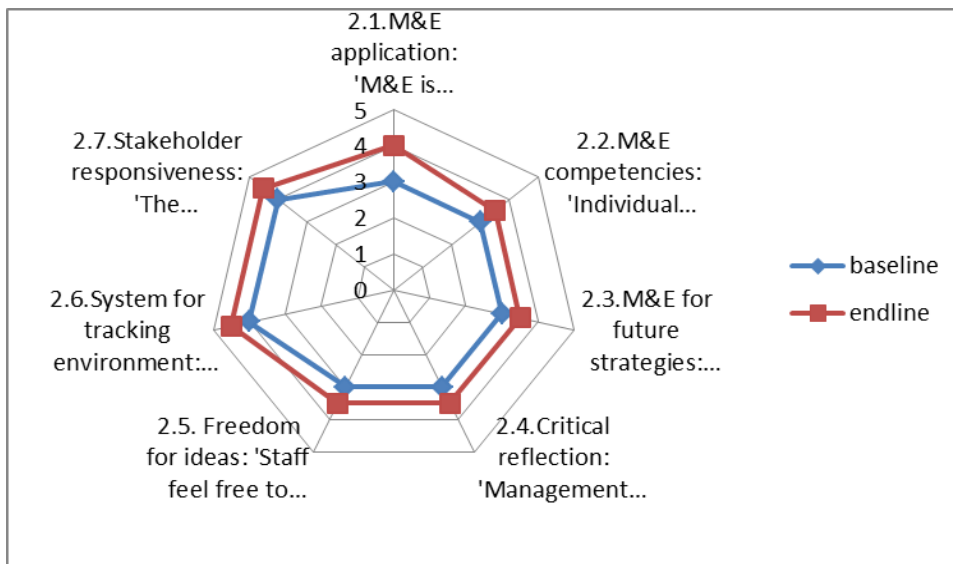 2.1.M&E
application:
'M&E is...
2.2.M&E
competencies:
'Individual...
2.3.M&E for
future
strategies:...
2.4.Critical
reflection:
'Management...
2.5. Freedom
for ideas: 'Staff
feel free to...
2.6.System for
tracking
environment:...
2.7.Stakeholder
responsiveness:
'The...
5
4
3
2
1
0
baseline
endline